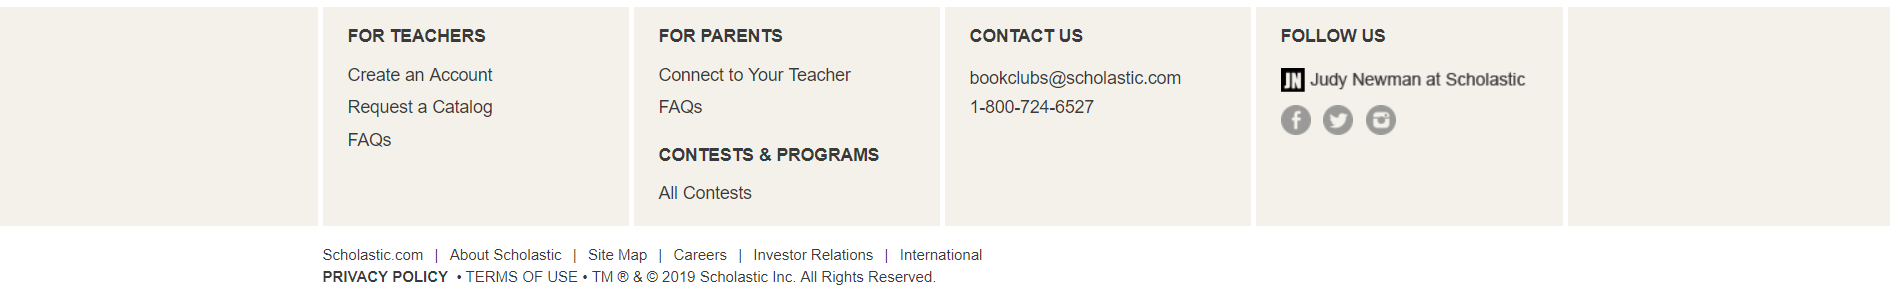 FOR TEACHERS
Create an Account
Request a Catalog
FAQs
FOR PARENTS
Connect to Your Teacher
FAQs
CONTESTS & PROGRAMS
All Contests
CONTACT US
bookclubs@scholastic.com
1-800-724-6527
FOLLOW US
JN Judy Newman at Scholastic
Scholastic.com | About Scholastic | Site Map | Careers | Investor Relations | International
PRIVACY POLICY • TERMS OF USE • TM ® & © 2019 Scholastic Inc. All Rights Reserved.